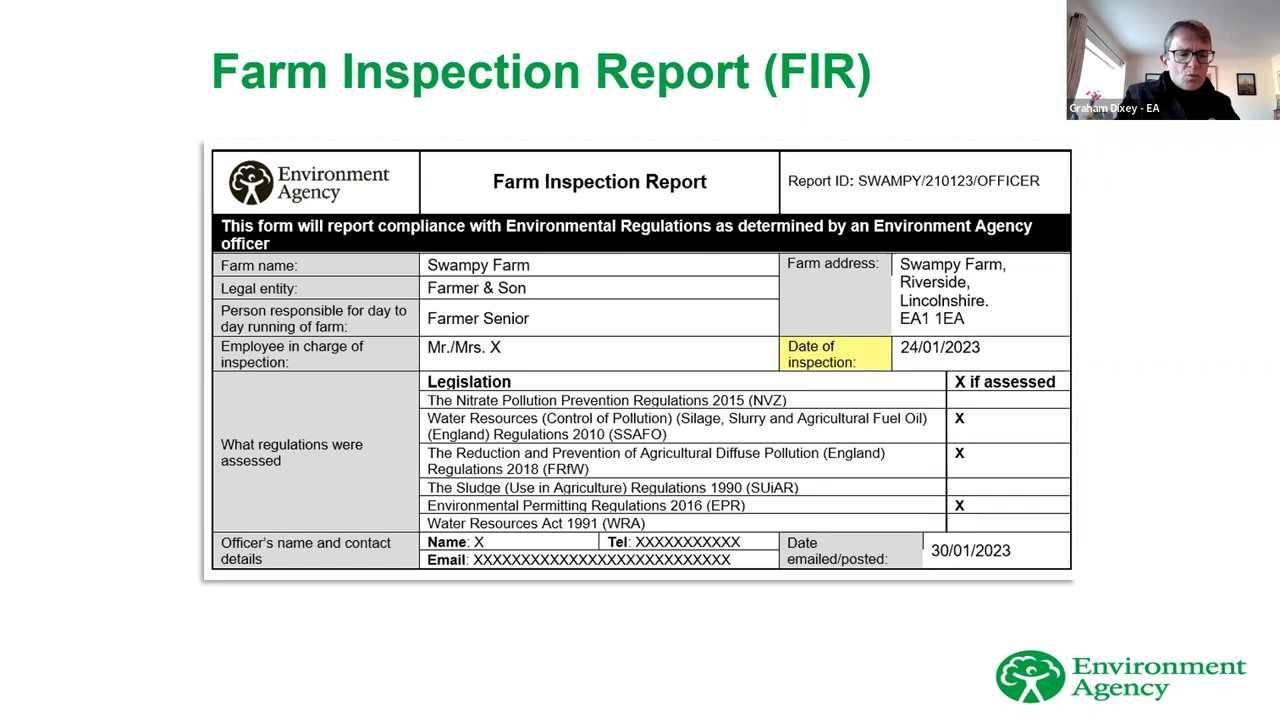 Farm Inspection Report (FIR)
Graham Dixey - EA
Environment
Agency
Farm Inspection Report
Report ID: SWAMPY/210123/OFFICER
This form will report compliance with Environmental Regulations as determined by an Environment Agency
officer
Farm name:
Swampy Farm
Farm address:
Swampy Farm,
Riverside,
Lincolnshire.
EA1 1EA
Legal entity:
Farmer & Son
Person responsible for day to
day running of farm:
Farmer Senior
Employee in charge of
inspection:
Mr./Mrs. X
Date of
inspection:
24/01/2023
What regulations were
assessed
Legislation
X if assessed
The Nitrate Pollution Prevention Regulations 2015 (NVZ)
Water Resources (Control of Pollution) (Silage, Slurry and Agricultural Fuel Oil)
(England) Regulations 2010 (SSAFO)
X
The Reduction and Prevention of Agricultural Diffuse Pollution (England)
Regulations 2018 (FRfW)
X
The Sludge (Use in Agriculture) Regulations 1990 (SUiAR)
Environmental Permitting Regulations 2016 (EPR)
X
Water Resources Act 1991 (WRA)
Officer's name and contact
details
Name: X
Tel: XXXXXXXXXXX
Email: XXXXXXXXXXXXXXXXXXXXXXXXXXX
Date
emailed/posted:
30/01/2023
Environment
Agency